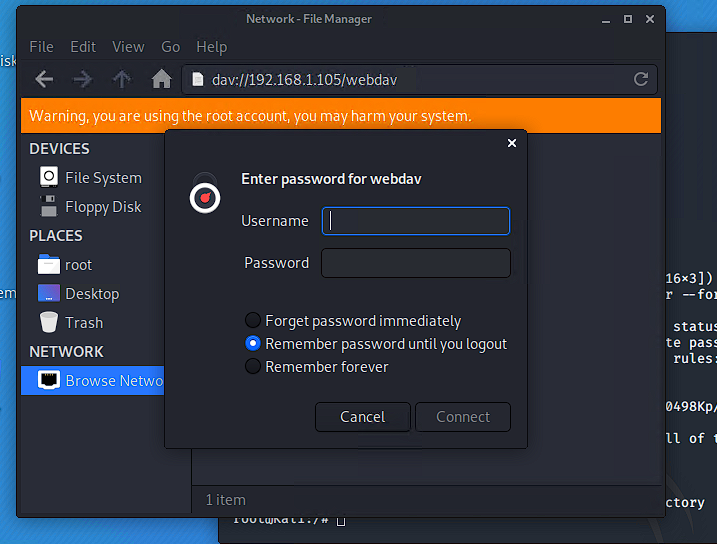 Network - File Manager
File Edit View Go Help
dav://192.168.1.105/webdav
Warning, you are using the root account, you may harm your system.
DEVICES
File System
Floppy Disk
PLACES
root
Desktop
Trash
NETWORK
Browse Netwo
1 item
Enter password for webdav
Username
Password
Forget password immediately
Remember password until you logout
Remember forever
Cancel Connect
isk
em
16×3])
r --for
status
te pass
rules:
0498Kp/
ll of t
ctory
root@Kali:/#